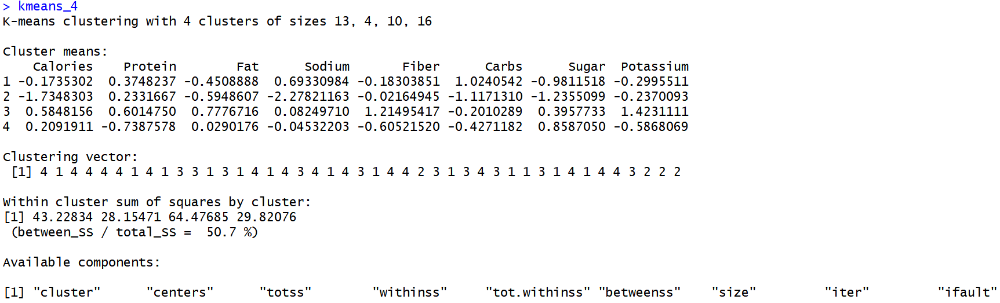 > kmeans_4
K-means clustering with 4 clusters of sizes 13, 4, 10, 16
Cluster means:
    Calories    Protein        Fat      Sodium       Fiber      Carbs      Sugar  Potassium
1 -0.1735302  0.3748237 -0.4508888  0.69330984 -0.18303851  1.0240542 -0.9811518 -0.2995511
2 -1.7348303  0.2331667 -0.5948607 -2.27821163 -0.02164945 -1.1171310 -1.2355099 -0.2370093
3  0.5848156  0.6014750  0.7776716  0.08249710  1.21495417 -0.2010289  0.3957733  1.4231111
4  0.2091911 -0.7387578  0.0290176 -0.04532203 -0.60521520 -0.4271182  0.8587050 -0.5868069
Clustering vector:
 [1] 4 1 4 4 4 4 1 4 1 3 3 1 3 1 4 1 4 3 4 1 4 3 1 4 4 2 3 1 3 4 3 1 1 3 1 4 1 4 4 3 2 2 2
Within cluster sum of squares by cluster:
[1] 43.22834 28.15471 64.47685 29.82076
 (between_SS / total_SS =  50.7 %)
Available components:
[1] "cluster"      "centers"      "totss"        "withinss"     "tot.withinss" "betweenss"    "size"         "iter"         "ifault"